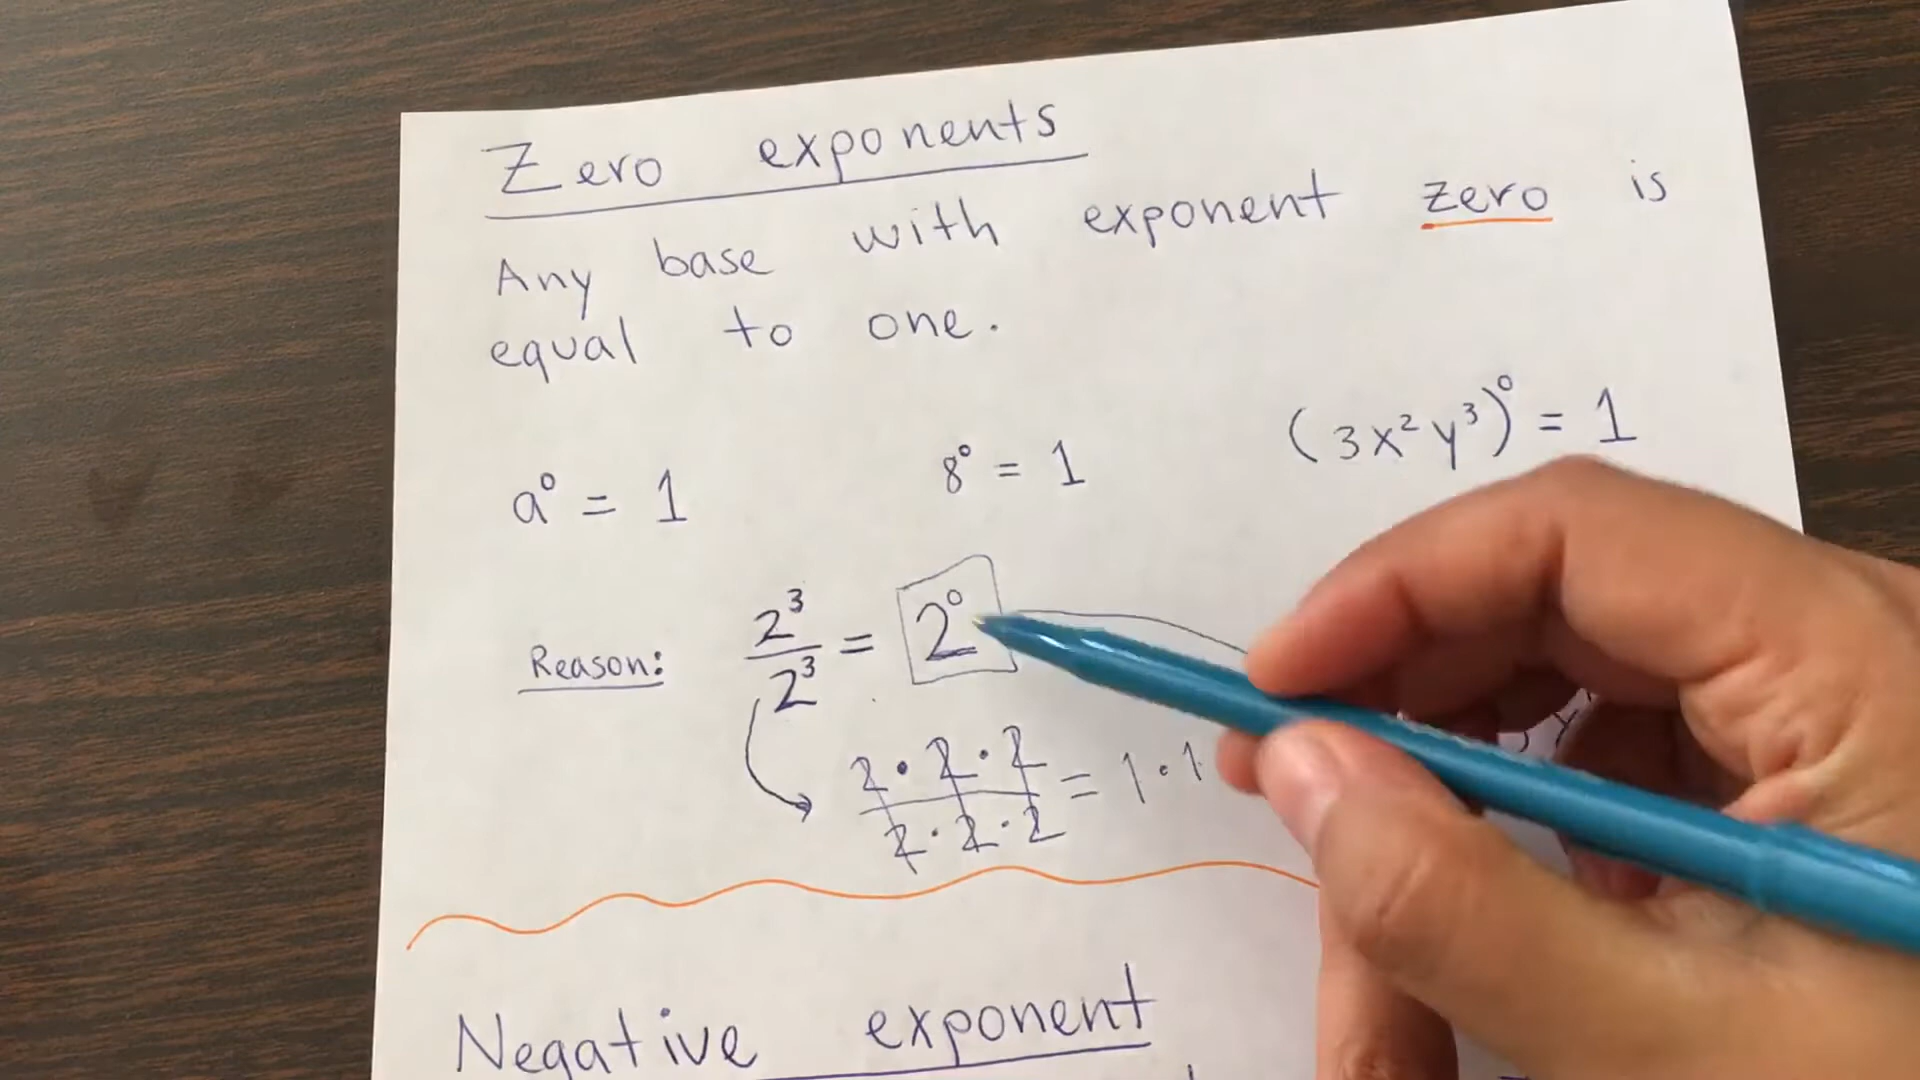 Zero exponents
Any base with exponent zero is
equal to one.
a⁰ = 1 8⁰ = 1 (3x²y³)⁰ = 1
Reason: 2³/2³ = 2⁰
2·2·2/2·2·2 = 1·1
Negative exponent